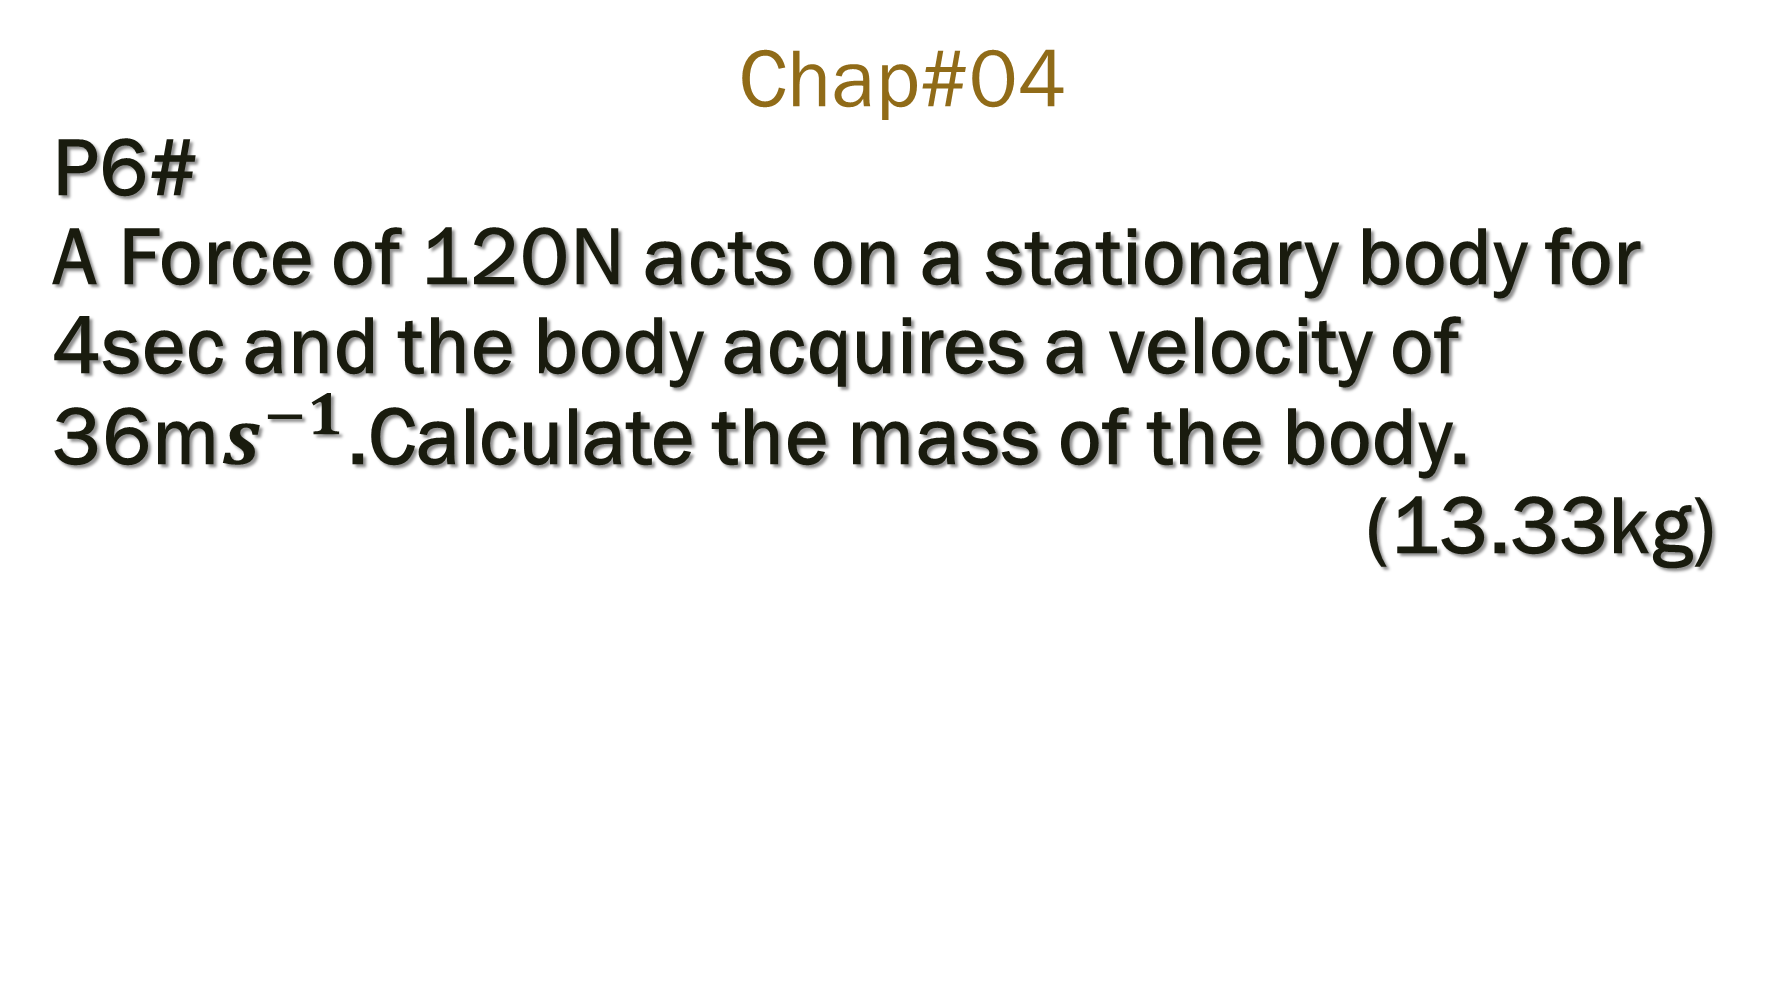 Chap#04
P6#
A Force of 120N acts on a stationary body for
4sec and the body acquires a velocity of
36m𝒔⁻¹.Calculate the mass of the body.
(13.33kg)